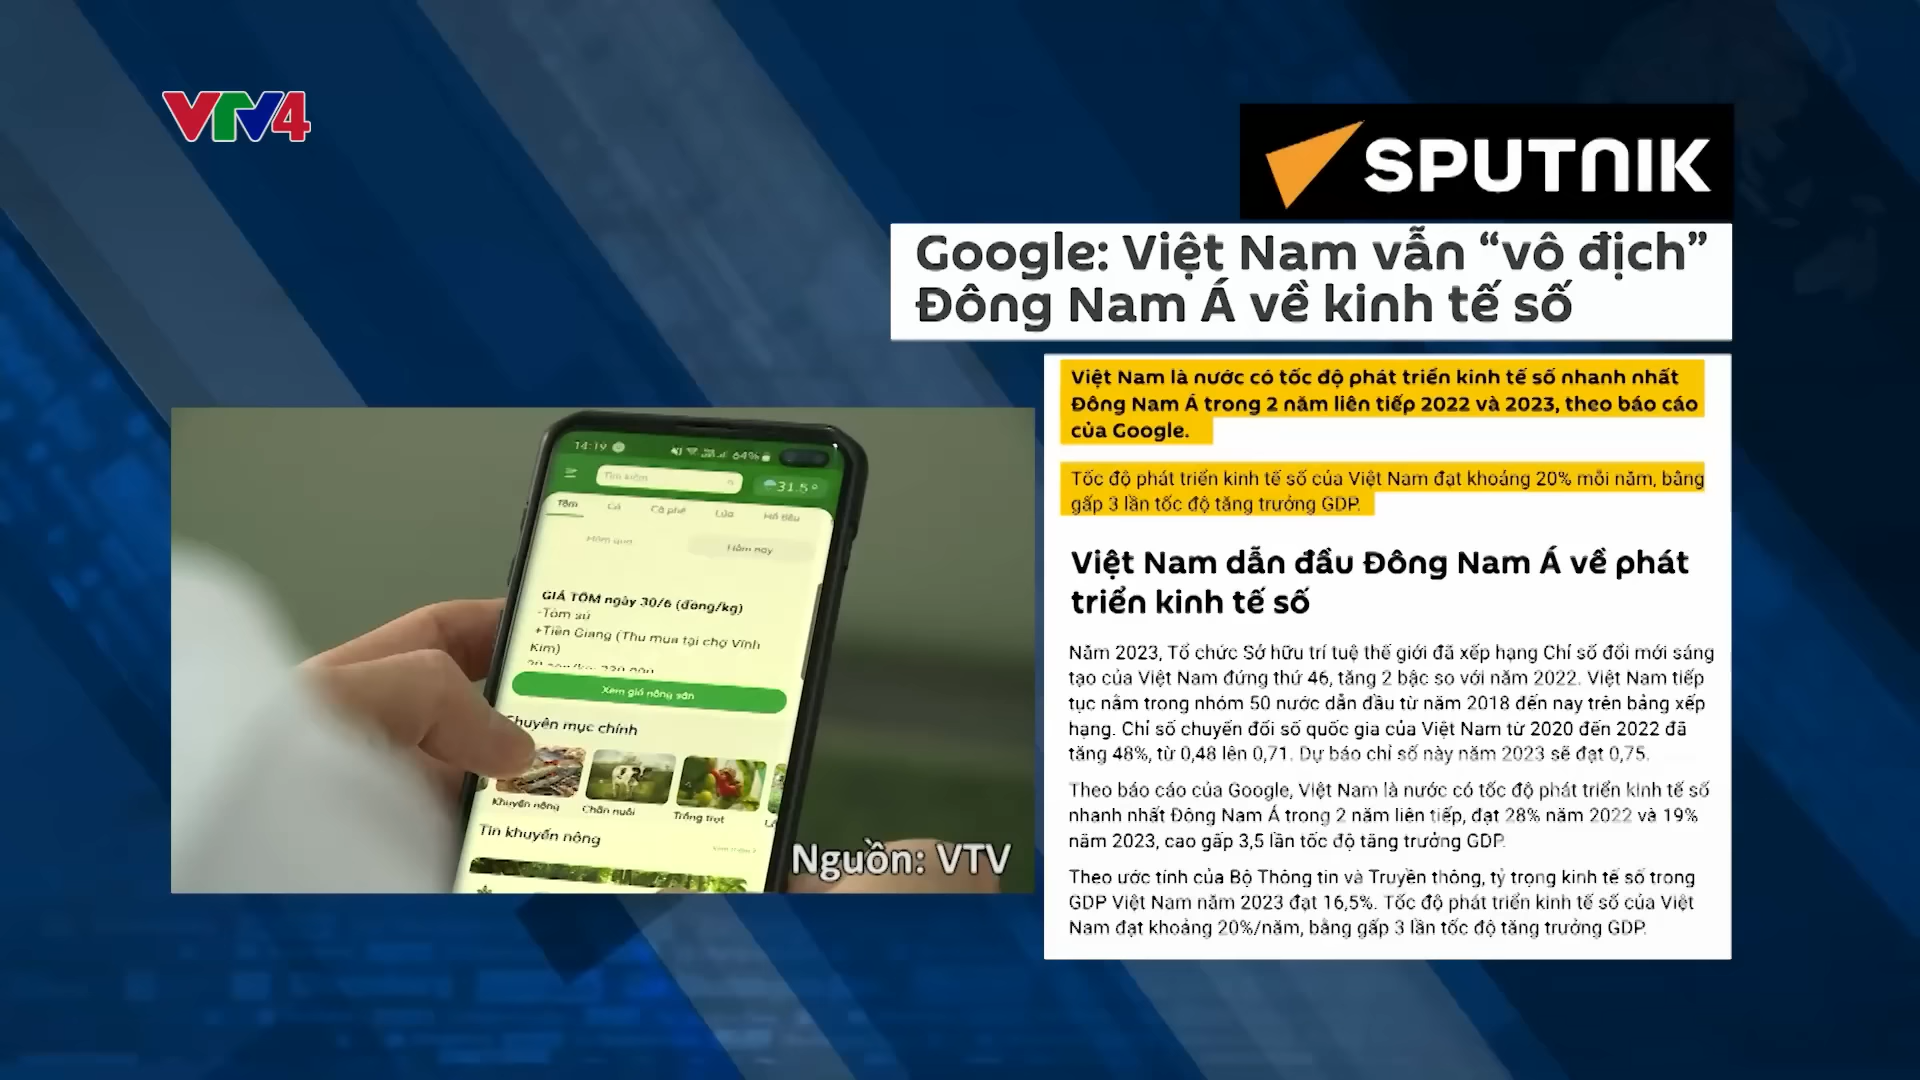 VTV4
SPUTNIK
Google: Việt Nam vẫn “vô địch”
Đông Nam Á về kinh tế số
Việt Nam là nước có tốc độ phát triển kinh tế số nhanh nhất
Đông Nam Á trong 2 năm liên tiếp 2022 và 2023, theo báo cáo
của Google.
Tốc độ phát triển kinh tế số của Việt Nam đạt khoảng 20% mỗi năm, bằng
gấp 3 lần tốc độ tăng trưởng GDP.
Việt Nam dẫn đầu Đông Nam Á về phát
triển kinh tế số
Năm 2023, Tổ chức Sở hữu trí tuệ thế giới đã xếp hạng Chỉ số đổi mới sáng
tạo của Việt Nam đứng thứ 46, tăng 2 bậc so với năm 2022. Việt Nam tiếp
tục nằm trong nhóm 50 nước dẫn đầu từ năm 2018 đến nay trên bảng xếp
hạng. Chỉ số chuyển đổi số quốc gia của Việt Nam từ 2020 đến 2022 đã
tăng 48%, từ 0,48 lên 0,71. Dự báo chỉ số này năm 2023 sẽ đạt 0,75.
Theo báo cáo của Google, Việt Nam là nước có tốc độ phát triển kinh tế số
nhanh nhất Đông Nam Á trong 2 năm liên tiếp, đạt 28% năm 2022 và 19%
năm 2023, cao gấp 3,5 lần tốc độ tăng trưởng GDP.
Theo ước tính của Bộ Thông tin và Truyền thông, tỷ trọng kinh tế số trong
GDP Việt Nam năm 2023 đạt 16,5%. Tốc độ phát triển kinh tế số của Việt
Nam đạt khoảng 20%/năm, bằng gấp 3 lần tốc độ tăng trưởng GDP.
14:19 64%
Tìm kiếm 31.5°
Tôm Cá Cà phê Lúa Hồ tiêu
Hôm qua Hôm nay
GIÁ TÔM ngày 30/6 (đồng/kg)
-Tôm sú
+Tiền Giang (Thu mua tại chợ Vĩnh
Kim)
Xem giá nông sản
Chuyên mục chính
Khuyến nông Chăn nuôi Trồng trọt
Tin khuyến nông
Nguồn: VTV